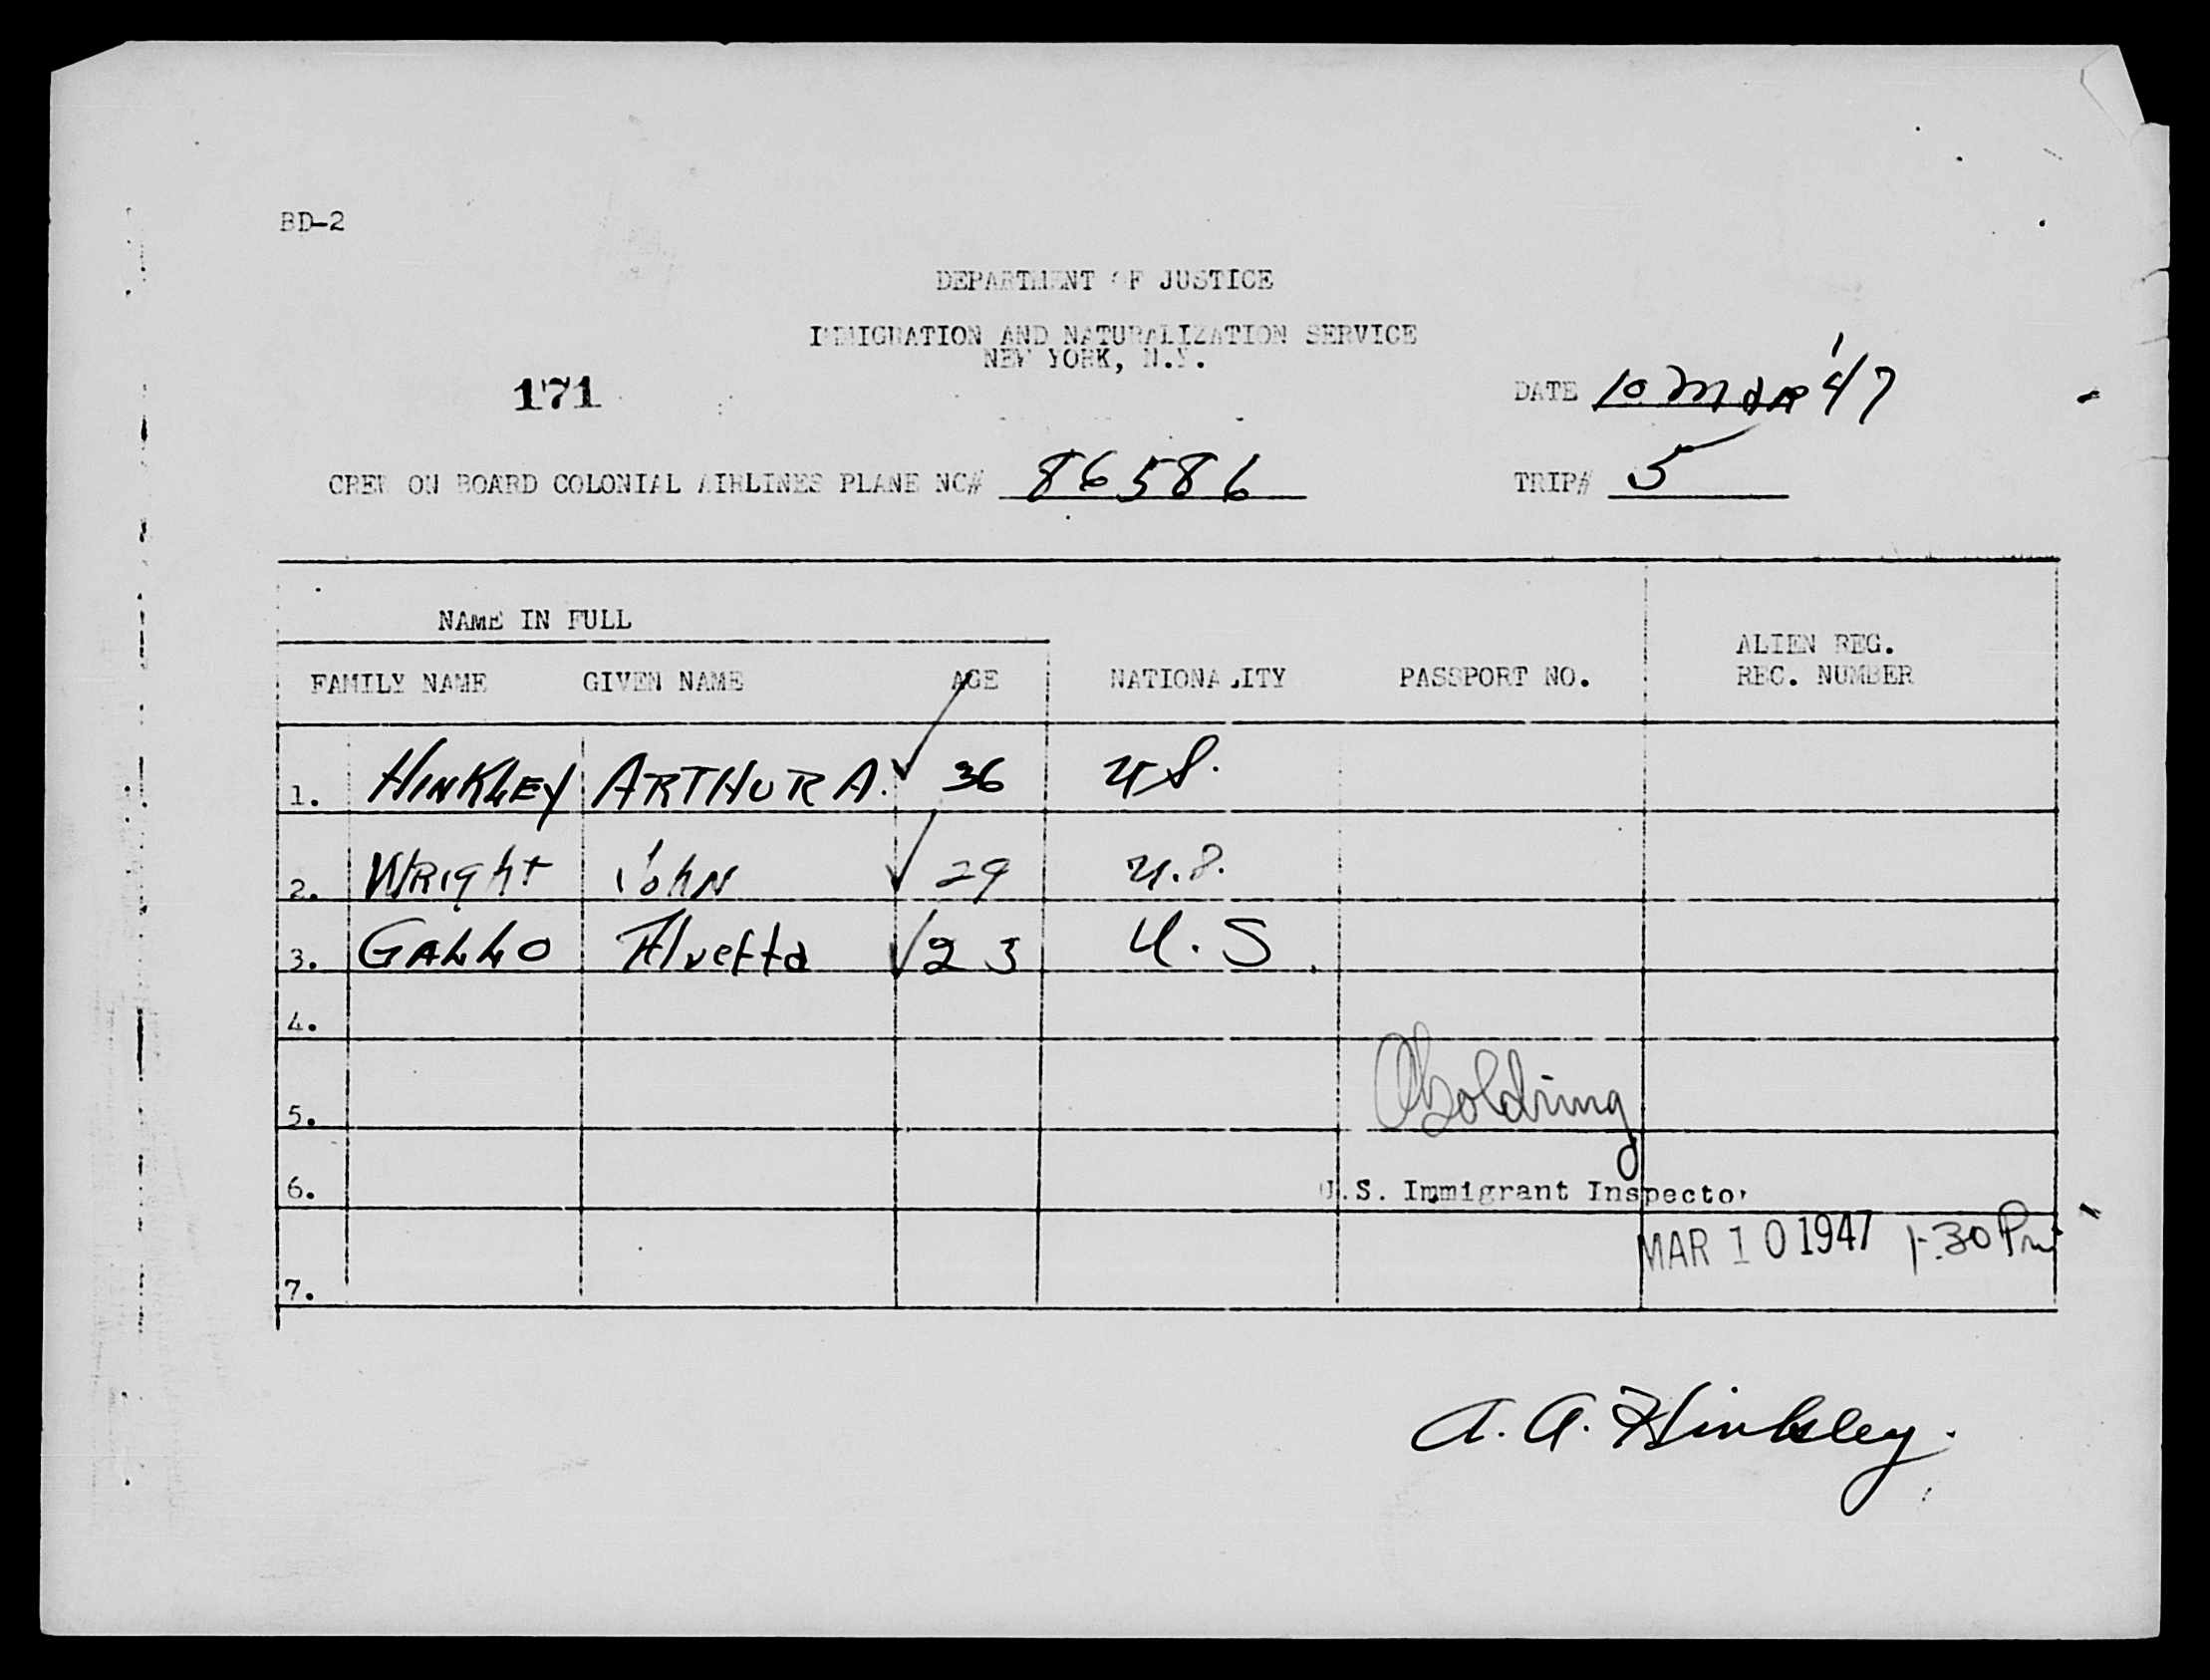 BD-2
DEPARTMENT OF JUSTICE
IMMIGRATION AND NATURALIZATION SERVICE
NEW YORK, N.Y.
171
DATE 10 MAR '47
CREW ON BOARD COLONIAL AIRLINES PLANE NC# 86586 TRIP# 5
NAME IN FULL
FAMILY NAME GIVEN NAME AGE NATIONALITY PASSPORT NO. ALIEN REG. REC. NUMBER
1. HINKLEY ARTHUR A. ✓ 36 U.S.
2. WRIGHT JOHN ✓ 29 U.S.
3. GALLO Alvetta ✓ 23 U.S.
4.
5.
6. U.S. Immigrant Inspector
MAR 10 1947 1:30 Pm
7.
A. A. Hinkley.